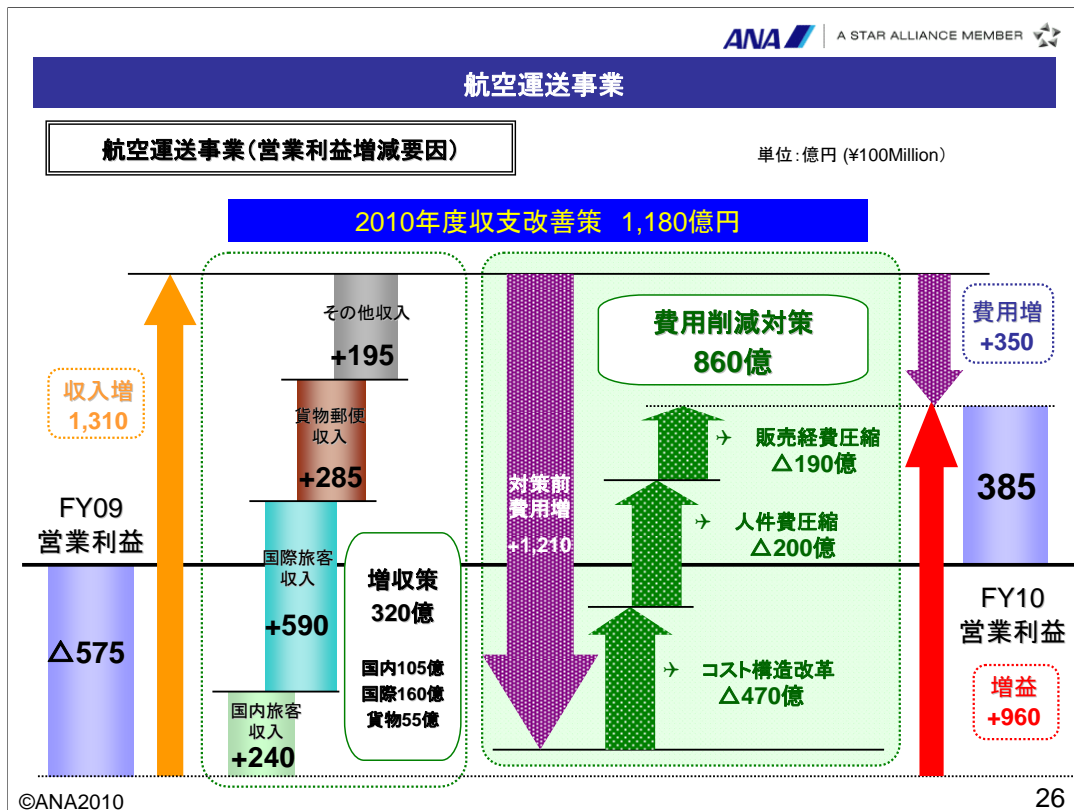 ANA A STAR ALLIANCE MEMBER
航空運送事業
航空運送事業(営業利益増減要因)
単位:億円 (¥100Million)
2010年度収支改善策 1,180億円
収入増
1,310
FY09
営業利益
△575
その他収入
+195
貨物郵便
収入
+285
国際旅客
収入
+590
国内旅客
収入
+240
増収策
320億
国内105億
国際160億
貨物55億
対策前
費用増
+1,210
費用削減対策
860億
✈ 販売経費圧縮
△190億
✈ 人件費圧縮
△200億
✈ コスト構造改革
△470億
費用増
+350
385
FY10
営業利益
増益
+960
©ANA2010
26